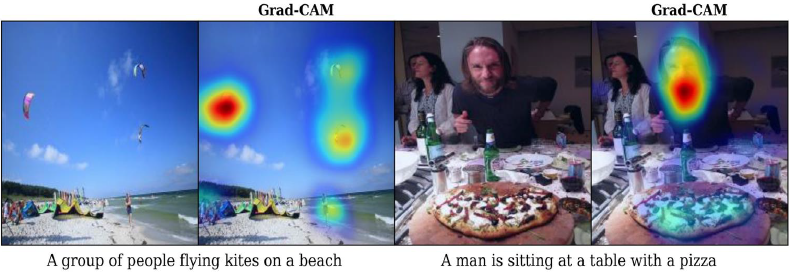 Grad-CAM
Grad-CAM
A group of people flying kites on a beach
A man is sitting at a table with a pizza